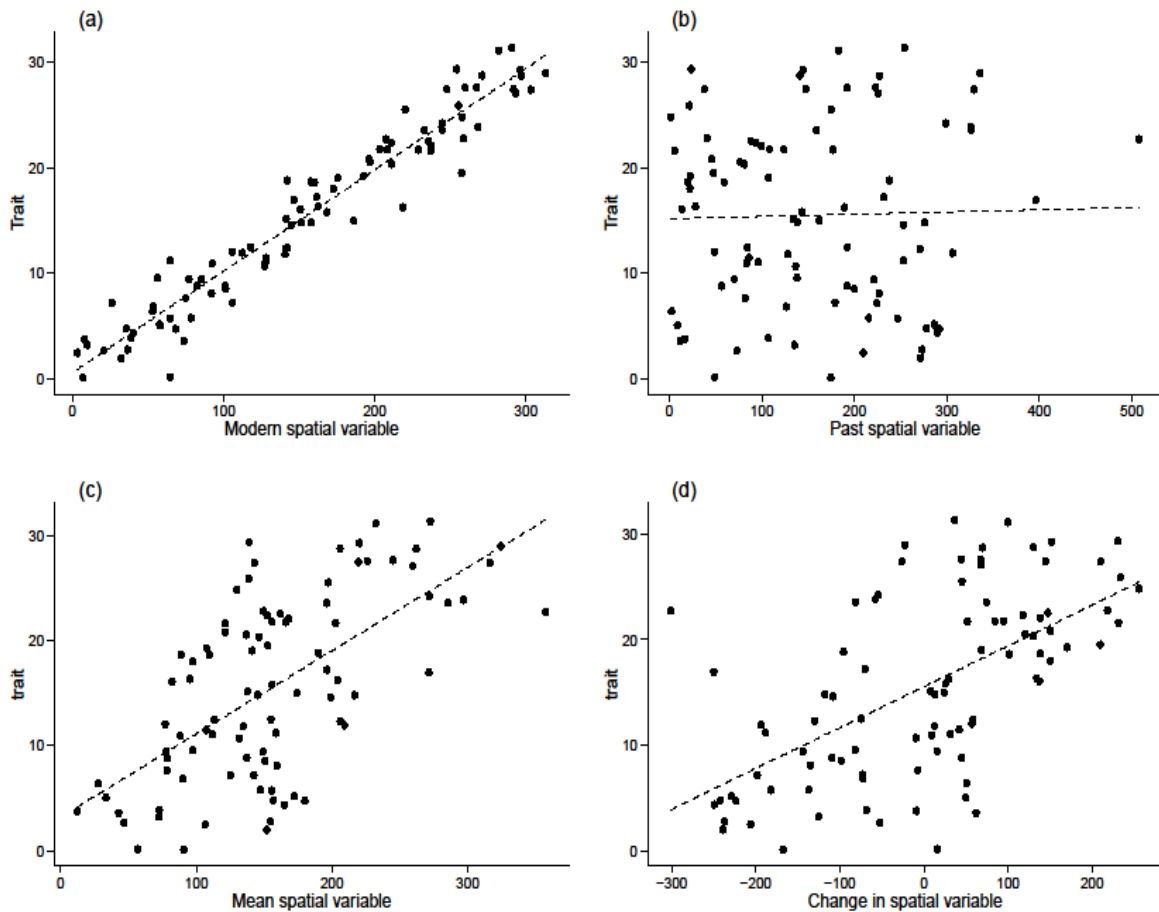 (a)
30
20
10
0
Trait
0 100 200 300
Modern spatial variable
(b)
30
20
10
0
Trait
0 100 200 300 400 500
Past spatial variable
(c)
30
20
10
0
trait
0 100 200 300
Mean spatial variable
(d)
30
20
10
0
trait
−300 −200 −100 0 100 200
Change in spatial variable